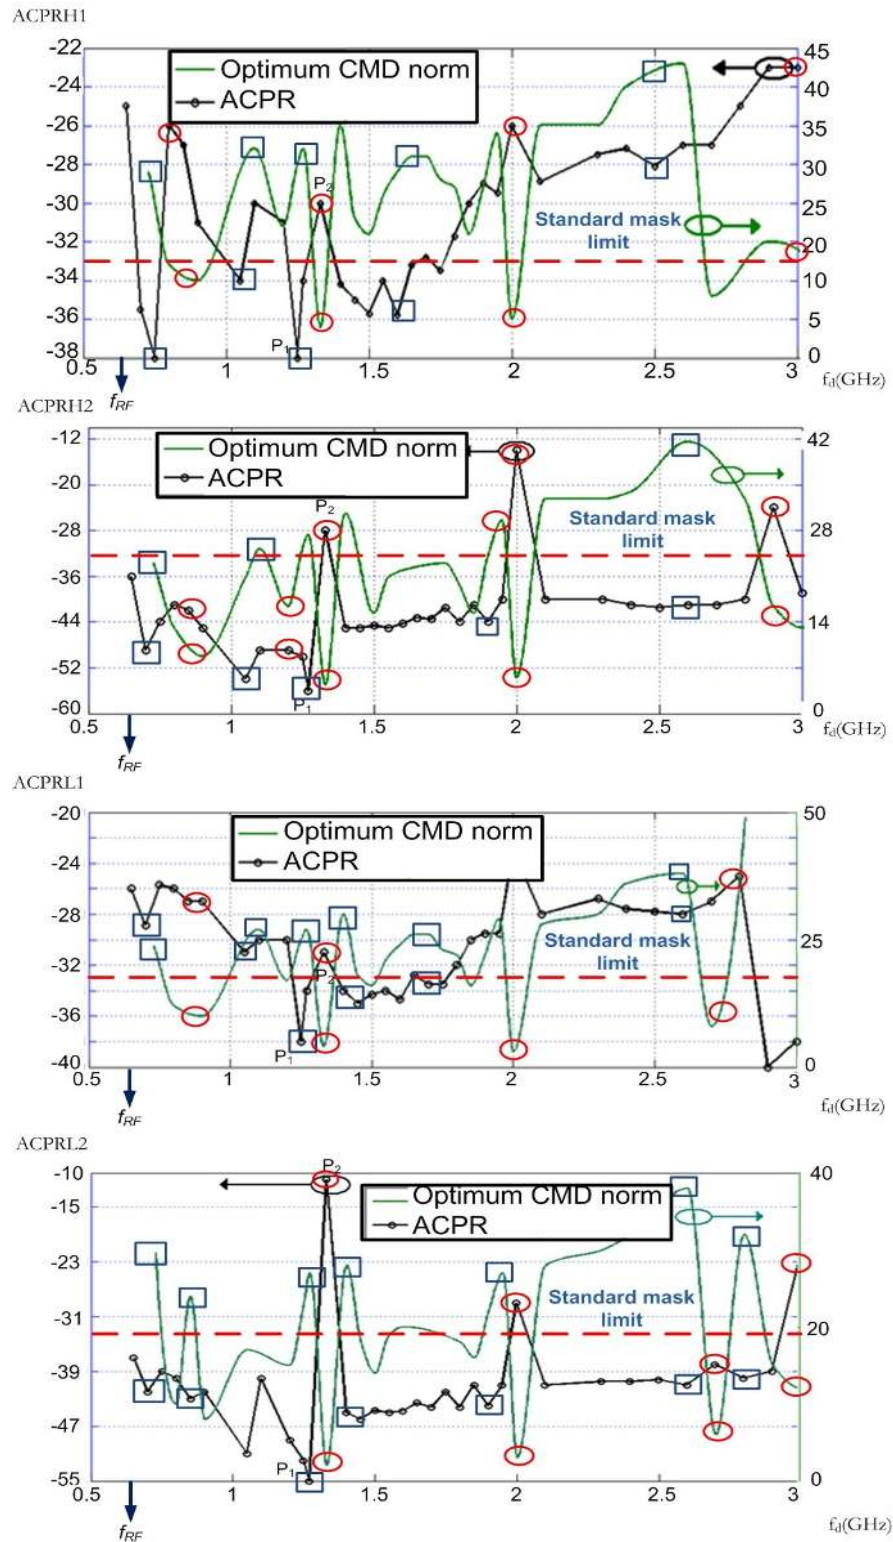 ACPRH1
-22
-24
-26
-28
-30
-32
-34
-36
-38
45
40
35
30
25
20
15
10
5
0
Optimum CMD norm
ACPR
P2
P1
Standard mask
limit
0.5
1
1.5
2
2.5
3
fd(GHz)
fRF
ACPRH2
-12
-20
-28
-36
-44
-52
-60
42
28
14
0
Optimum CMD norm
ACPR
P2
P1
Standard mask
limit
0.5
1
1.5
2
2.5
3
fd(GHz)
fRF
ACPRL1
-20
-24
-28
-32
-36
-40
50
25
0
Optimum CMD norm
ACPR
P2
P1
Standard mask
limit
0.5
1
1.5
2
2.5
3
fd(GHz)
fRF
ACPRL2
-10
-15
-23
-31
-39
-47
-55
40
20
0
P2
Optimum CMD norm
ACPR
Standard mask
limit
P1
0.5
1
1.5
2
2.5
3
fd(GHz)
fRF